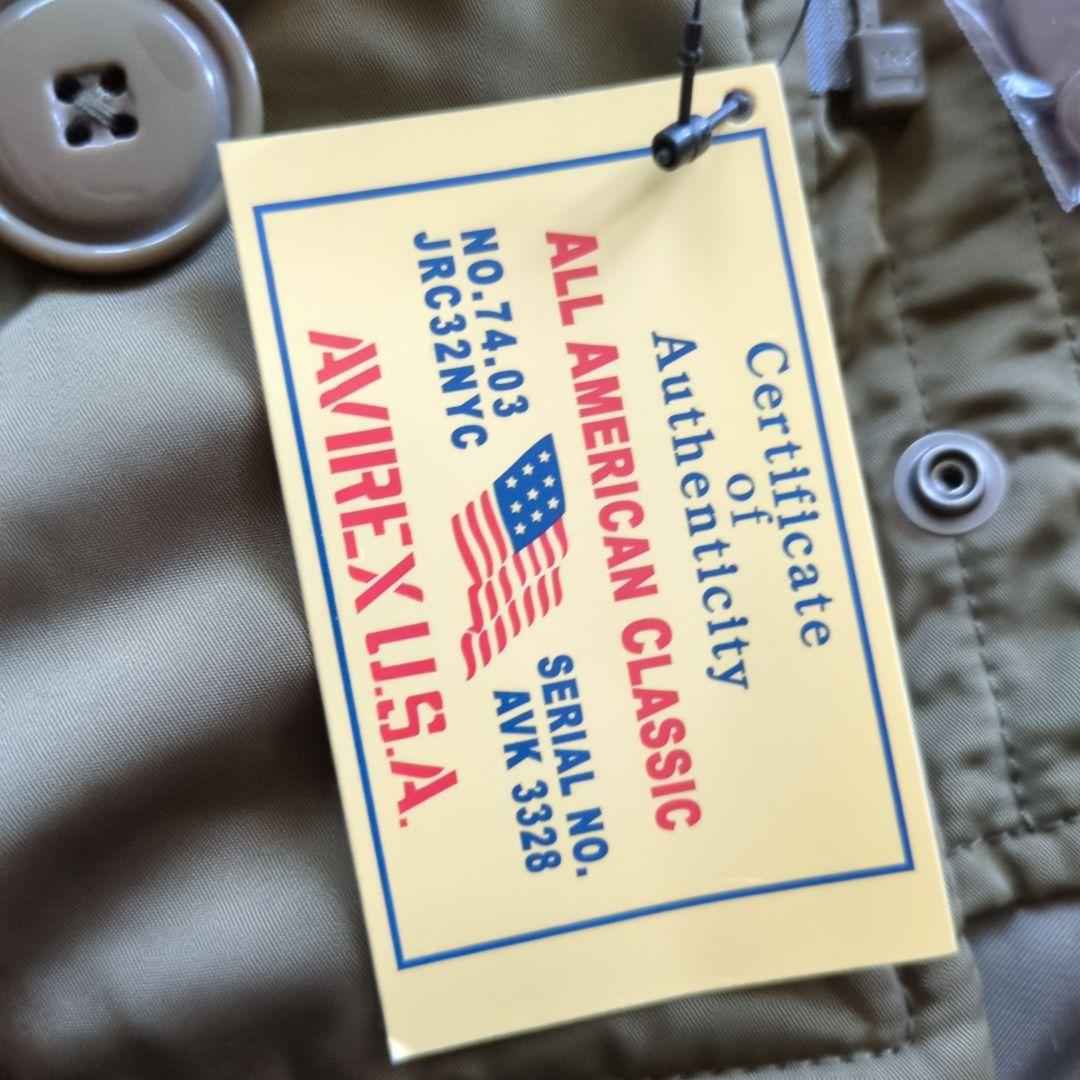 Certificate
of
Authenticity
ALL AMERICAN CLASSIC
NO.74.03
JRC32NYC
SERIAL NO.
AVK 3328
AVIREX U.S.A.